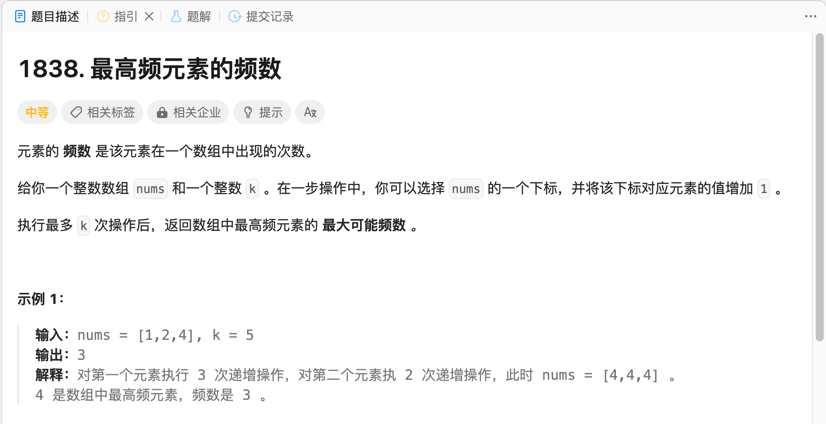 题目描述 指引 题解 提交记录
1838. 最高频元素的频数
中等 相关标签 相关企业 提示 Aㄡ
元素的 频数 是该元素在一个数组中出现的次数。
给你一个整数数组 nums 和一个整数 k 。在一步操作中，你可以选择 nums 的一个下标，并将该下标对应元素的值增加 1 。
执行最多 k 次操作后，返回数组中最高频元素的 最大可能频数 。
示例 1：
输入：nums = [1,2,4], k = 5
输出：3
解释：对第一个元素执行 3 次递增操作，对第二个元素执 2 次递增操作，此时 nums = [4,4,4] 。
4 是数组中最高频元素，频数是 3 。